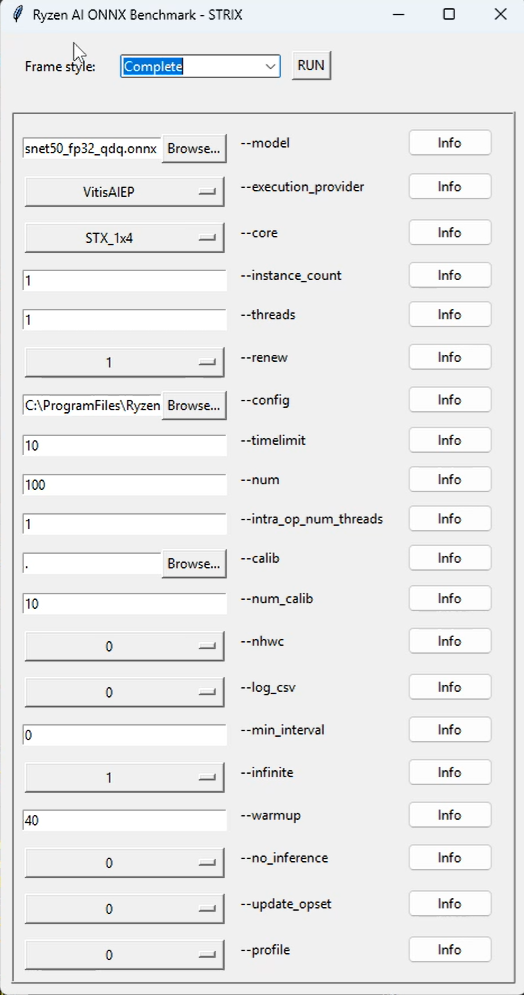 Ryzen AI ONNX Benchmark - STRIX
Frame style: Complete RUN
snet50_fp32_qdq.onnx Browse... --model Info
VitisAIEP --execution_provider Info
STX_1x4 --core Info
1 --instance_count Info
1 --threads Info
1 --renew Info
C:\ProgramFiles\Ryzen Browse... --config Info
10 --timelimit Info
100 --num Info
1 --intra_op_num_threads Info
. Browse... --calib Info
10 --num_calib Info
0 --nhwc Info
0 --log_csv Info
0 --min_interval Info
1 --infinite Info
40 --warmup Info
0 --no_inference Info
0 --update_opset Info
0 --profile Info